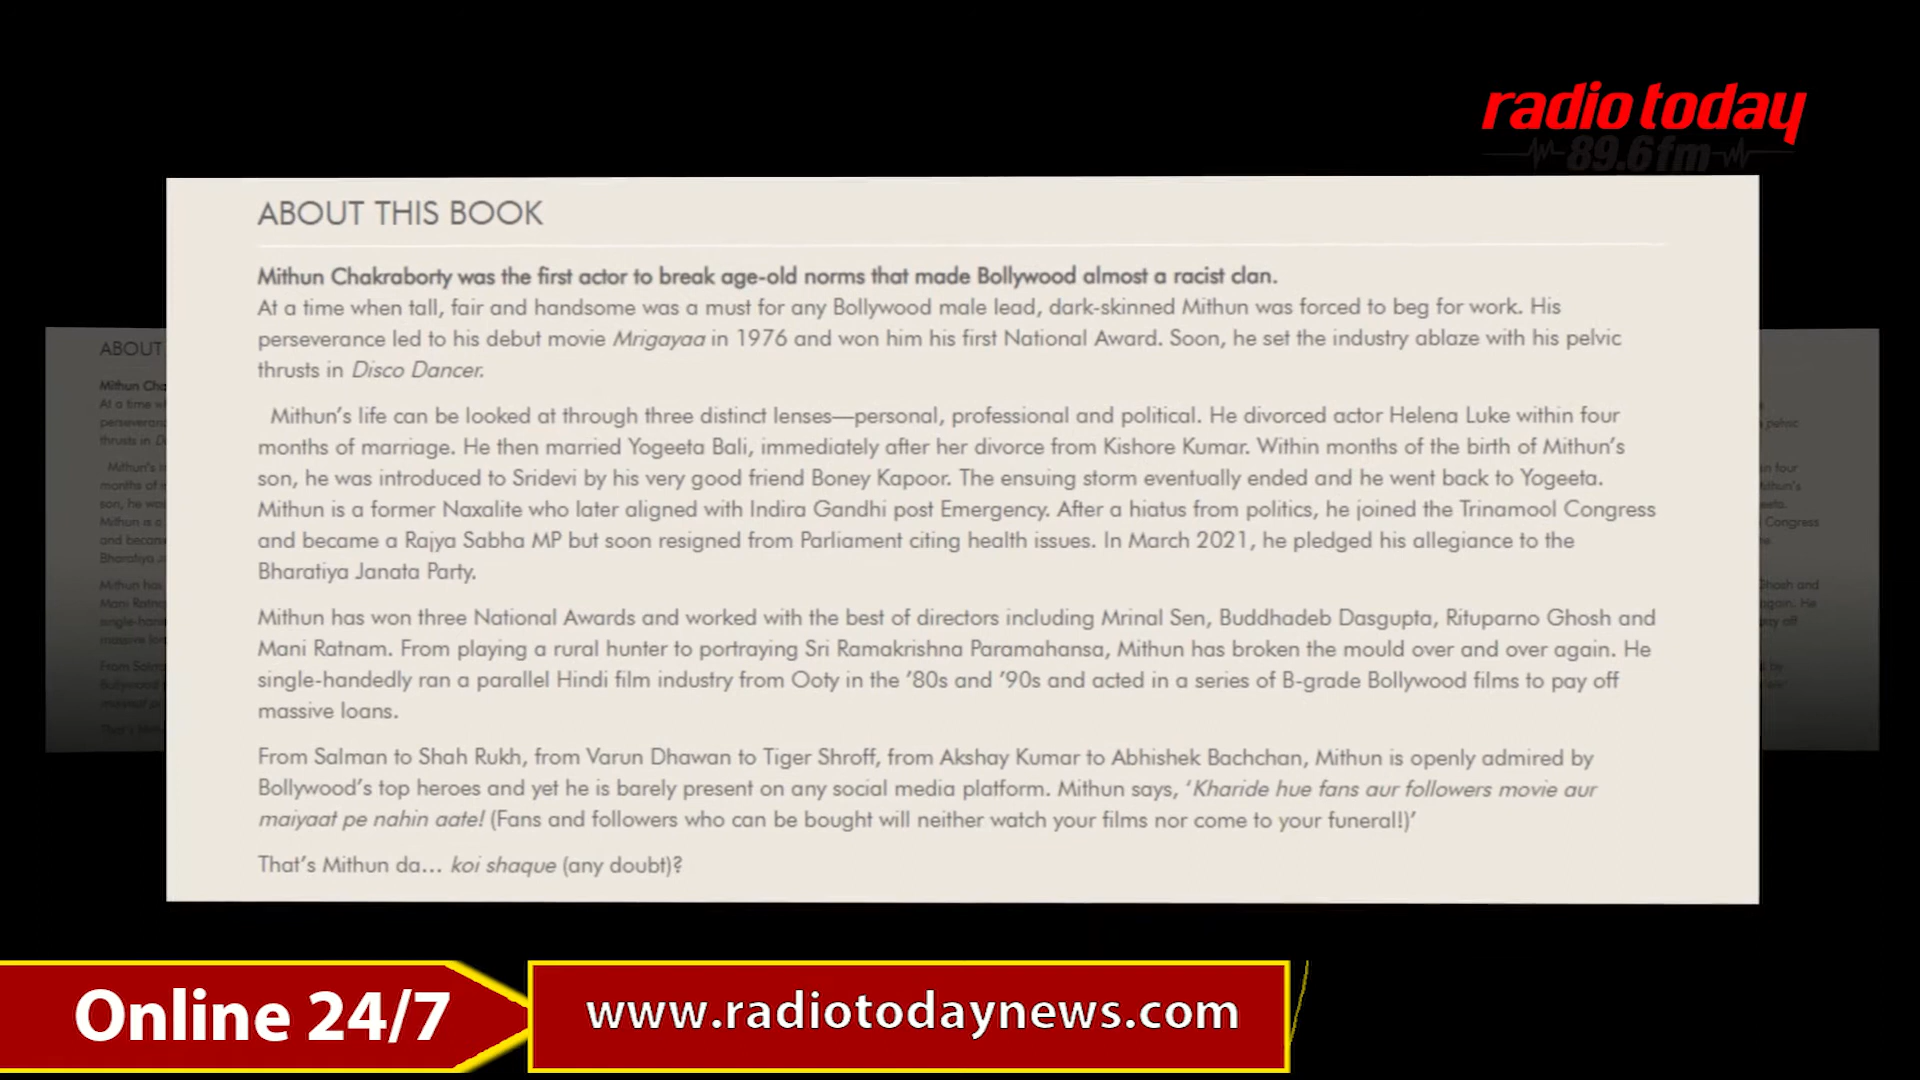 radio today
89.6fm
ABOUT THIS BOOK
Mithun Chakraborty was the first actor to break age-old norms that made Bollywood almost a racist clan.
At a time when tall, fair and handsome was a must for any Bollywood male lead, dark-skinned Mithun was forced to beg for work. His
perseverance led to his debut movie Mrigayaa in 1976 and won him his first National Award. Soon, he set the industry ablaze with his pelvic
thrusts in Disco Dancer.
Mithun's life can be looked at through three distinct lenses—personal, professional and political. He divorced actor Helena Luke within four
months of marriage. He then married Yogeeta Bali, immediately after her divorce from Kishore Kumar. Within months of the birth of Mithun's
son, he was introduced to Sridevi by his very good friend Boney Kapoor. The ensuing storm eventually ended and he went back to Yogeeta.
Mithun is a former Naxalite who later aligned with Indira Gandhi post Emergency. After a hiatus from politics, he joined the Trinamool Congress
and became a Rajya Sabha MP but soon resigned from Parliament citing health issues. In March 2021, he pledged his allegiance to the
Bharatiya Janata Party.
Mithun has won three National Awards and worked with the best of directors including Mrinal Sen, Buddhadeb Dasgupta, Rituparno Ghosh and
Mani Ratnam. From playing a rural hunter to portraying Sri Ramakrishna Paramahansa, Mithun has broken the mould over and over again. He
single-handedly ran a parallel Hindi film industry from Ooty in the '80s and '90s and acted in a series of B-grade Bollywood films to pay off
massive loans.
From Salman to Shah Rukh, from Varun Dhawan to Tiger Shroff, from Akshay Kumar to Abhishek Bachchan, Mithun is openly admired by
Bollywood's top heroes and yet he is barely present on any social media platform. Mithun says, 'Kharide hue fans aur followers movie aur
maiyaat pe nahin aate! (Fans and followers who can be bought will neither watch your films nor come to your funeral!)'
That's Mithun da... koi shaque (any doubt)?
Online 24/7
www.radiotodaynews.com